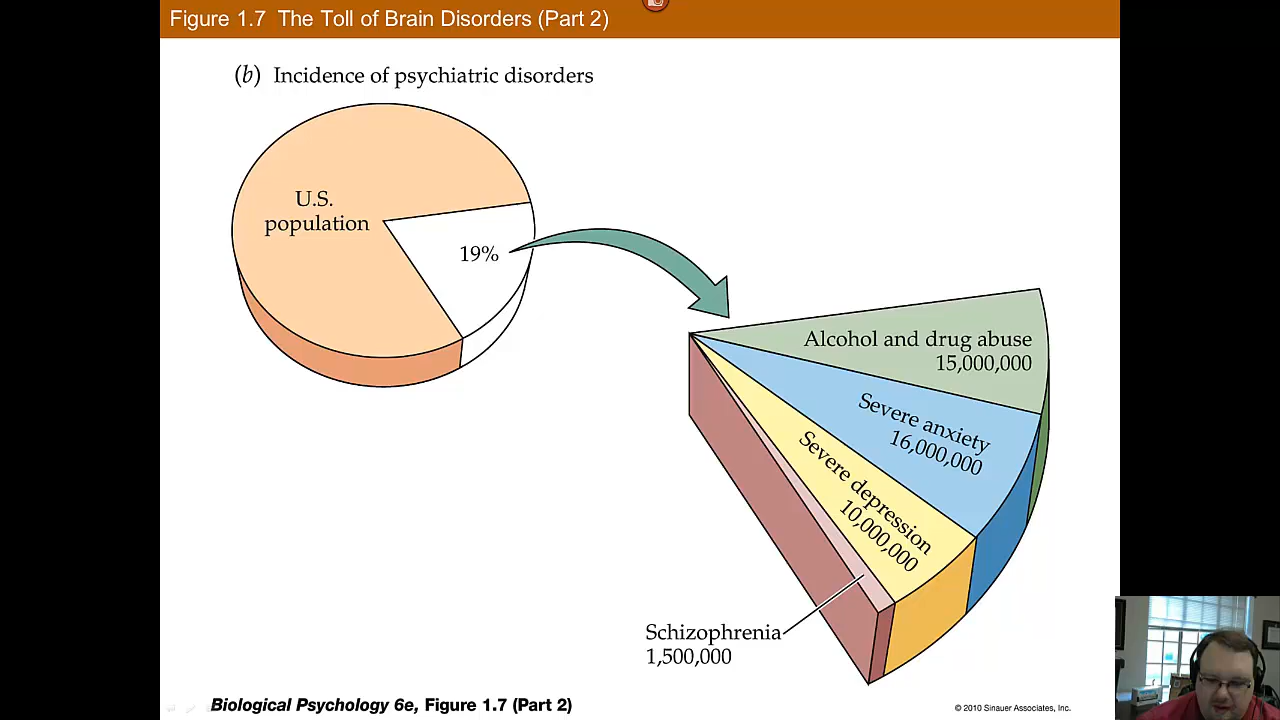 Figure 1.7 The Toll of Brain Disorders (Part 2)
(b) Incidence of psychiatric disorders
U.S.
population
19%
Alcohol and drug abuse
15,000,000
Severe anxiety
16,000,000
Severe depression
10,000,000
Schizophrenia
1,500,000
Biological Psychology 6e, Figure 1.7 (Part 2)
© 2010 Sinauer Associates, Inc.